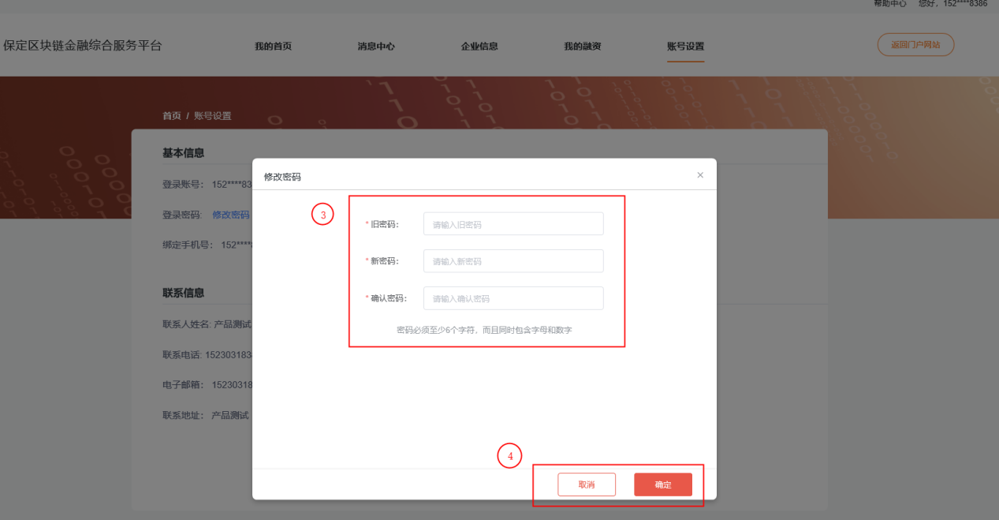 帮助中心 您好，152****8386
保定区块链金融综合服务平台 我的首页 消息中心 企业信息 我的融资 账号设置 返回门户网站
首页 / 账号设置
基本信息
修改密码 ×
登录账号： 152****83
3
登录密码: 修改密码
* 旧密码： 请输入旧密码
绑定手机号： 152****
* 新密码： 请输入新密码
联系信息
* 确认密码： 请输入确认密码
联系人姓名: 产品测试
密码必须至少6个字符，而且同时包含字母和数字
联系电话: 152303183
电子邮箱： 15230318
联系地址： 产品测试
4
取消 确定